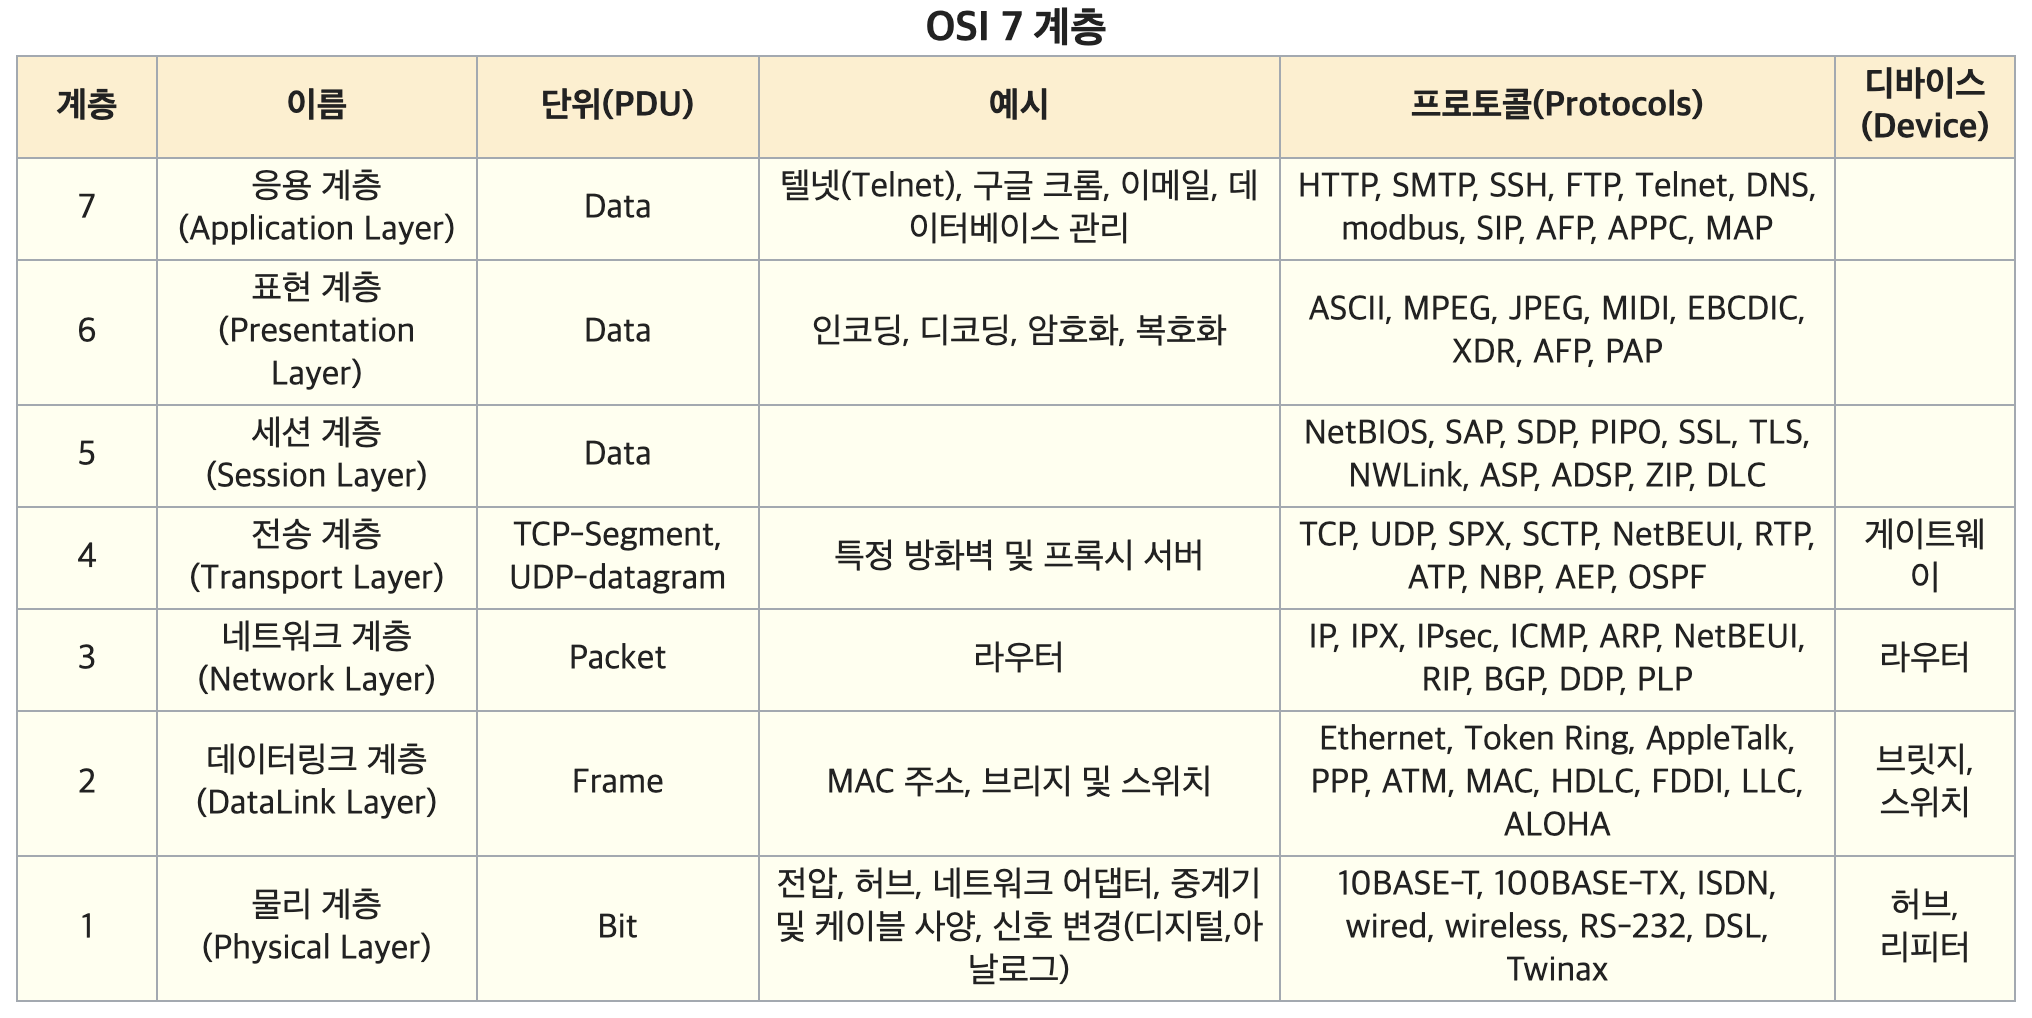 OSI 7 계층
계층
이름
단위(PDU)
예시
프로토콜(Protocols)
디바이스
(Device)
7
응용 계층
(Application Layer)
Data
텔넷(Telnet), 구글 크롬, 이메일, 데
이터베이스 관리
HTTP, SMTP, SSH, FTP, Telnet, DNS,
modbus, SIP, AFP, APPC, MAP
6
표현 계층
(Presentation
Layer)
Data
인코딩, 디코딩, 암호화, 복호화
ASCII, MPEG, JPEG, MIDI, EBCDIC,
XDR, AFP, PAP
5
세션 계층
(Session Layer)
Data
NetBIOS, SAP, SDP, PIPO, SSL, TLS,
NWLink, ASP, ADSP, ZIP, DLC
4
전송 계층
(Transport Layer)
TCP-Segment,
UDP-datagram
특정 방화벽 및 프록시 서버
TCP, UDP, SPX, SCTP, NetBEUI, RTP,
ATP, NBP, AEP, OSPF
게이트웨
이
3
네트워크 계층
(Network Layer)
Packet
라우터
IP, IPX, IPsec, ICMP, ARP, NetBEUI,
RIP, BGP, DDP, PLP
라우터
2
데이터링크 계층
(DataLink Layer)
Frame
MAC 주소, 브리지 및 스위치
Ethernet, Token Ring, AppleTalk,
PPP, ATM, MAC, HDLC, FDDI, LLC,
ALOHA
브릿지,
스위치
1
물리 계층
(Physical Layer)
Bit
전압, 허브, 네트워크 어댑터, 중계기
및 케이블 사양, 신호 변경(디지털,아
날로그)
10BASE-T, 100BASE-TX, ISDN,
wired, wireless, RS-232, DSL,
Twinax
허브,
리피터